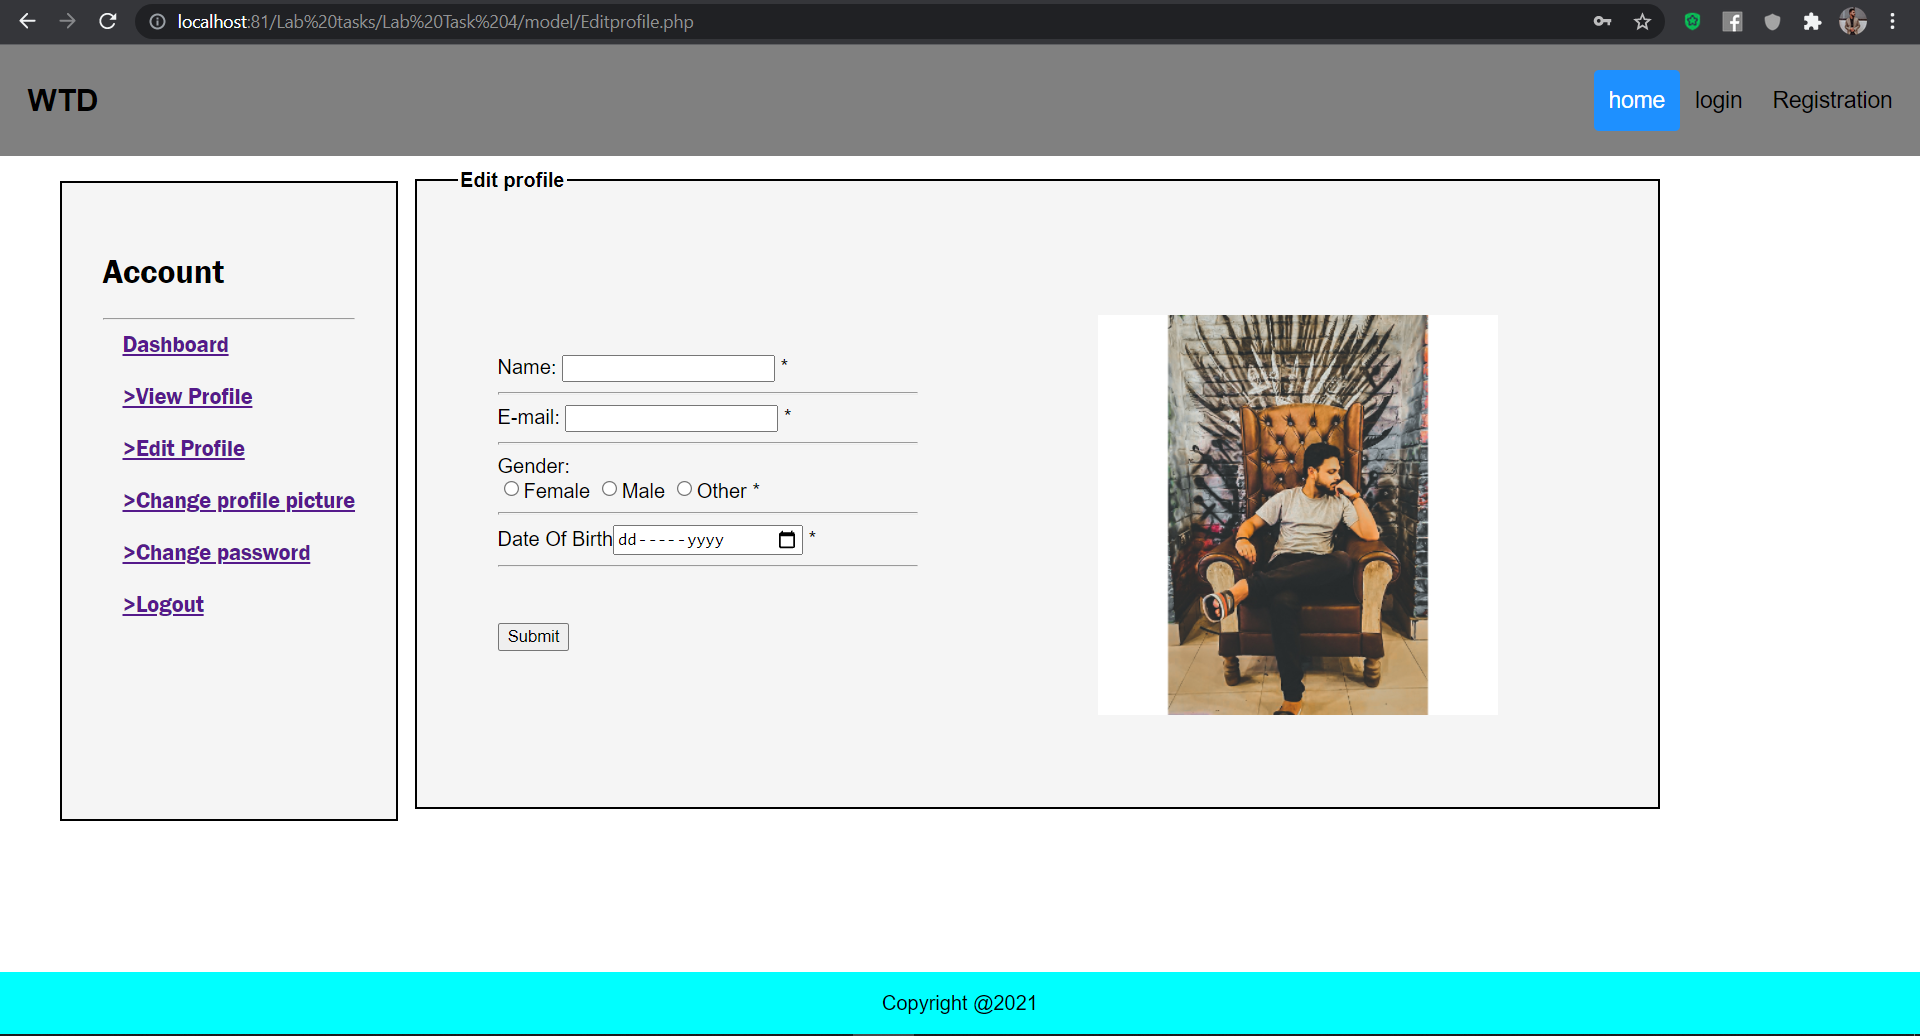 localhost:81/Lab%20tasks/Lab%20Task%204/model/Editprofile.php
WTD
home login Registration
Account
Dashboard
>View Profile
>Edit Profile
>Change profile picture
>Change password
>Logout
Edit profile
Name: *
E-mail: *
Gender:
Female Male Other *
Date Of Birth dd-----yyyy *
Submit
Copyright @2021